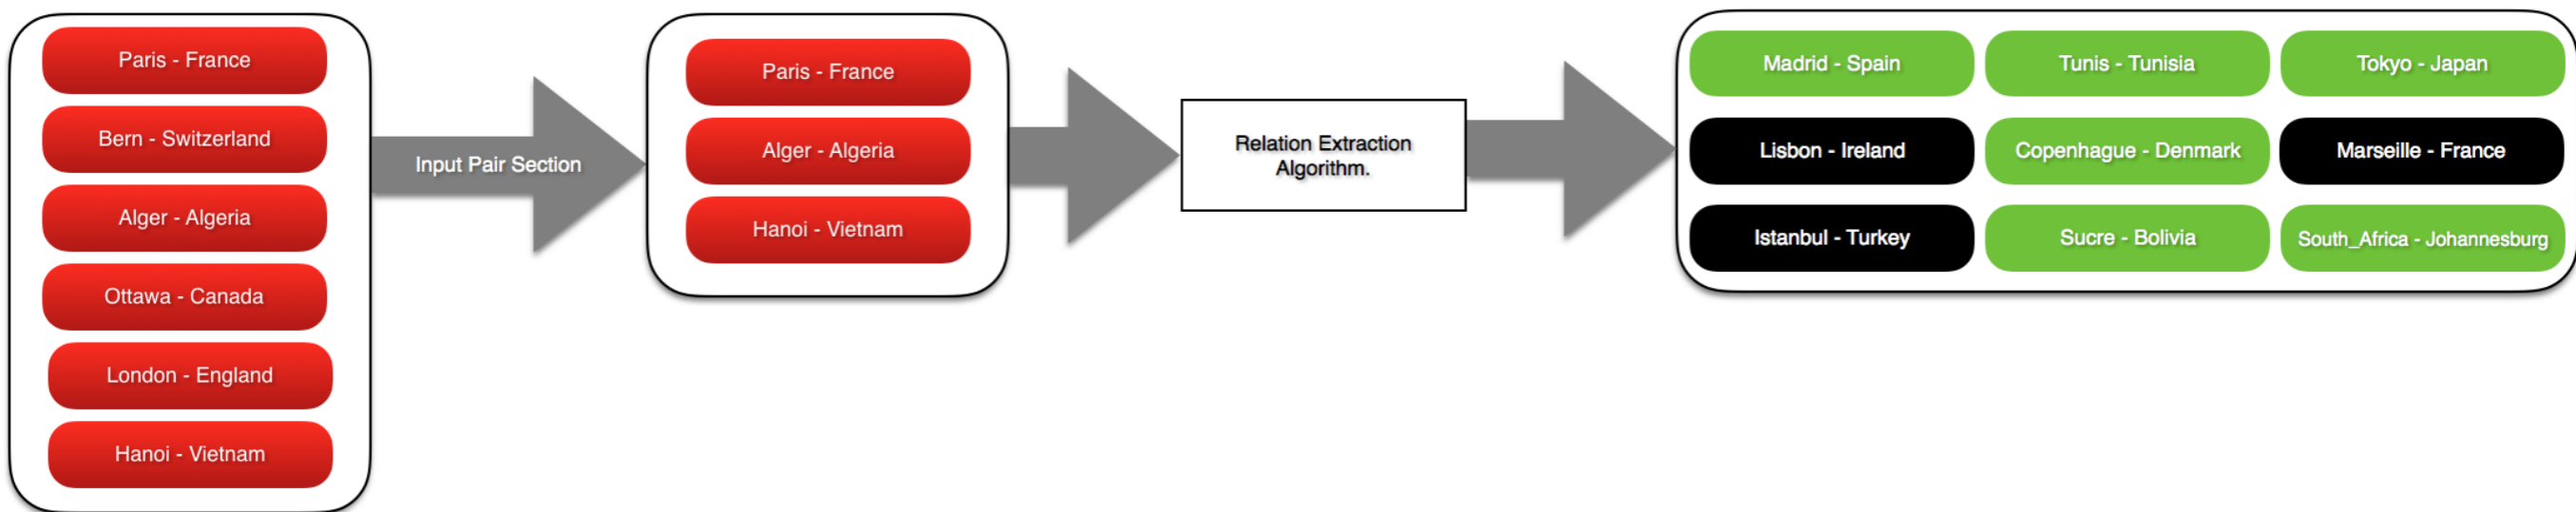 Paris - France
Bern - Switzerland
Alger - Algeria
Ottawa - Canada
London - England
Hanoi - Vietnam
Input Pair Section
Paris - France
Alger - Algeria
Hanoi - Vietnam
Relation Extraction
Algorithm.
Madrid - Spain
Tunis - Tunisia
Tokyo - Japan
Lisbon - Ireland
Copenhague - Denmark
Marseille - France
Istanbul - Turkey
Sucre - Bolivia
South_Africa - Johannesburg